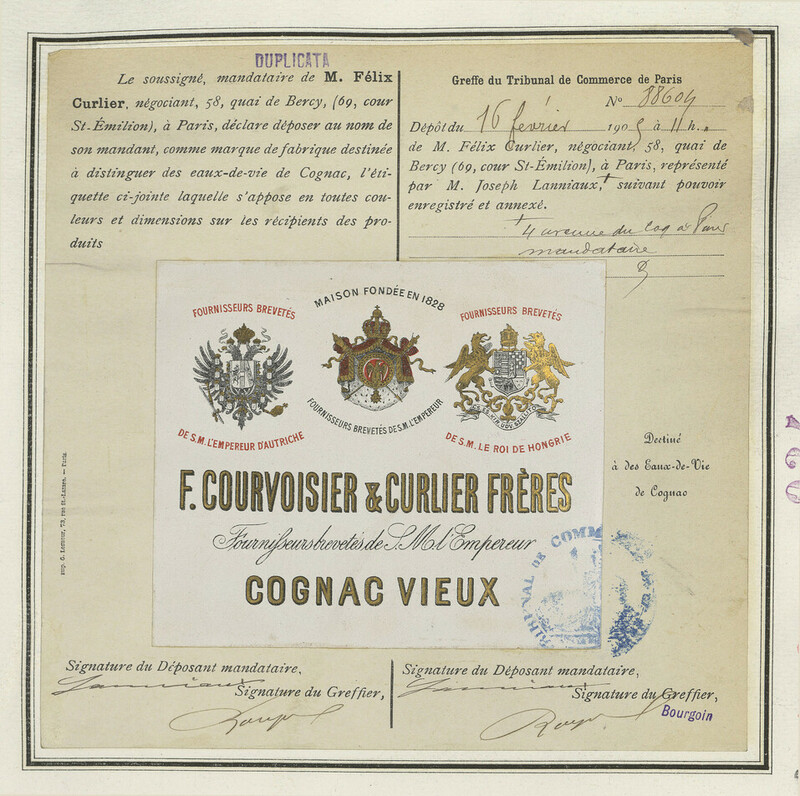 DUPLICATA
Le soussigné, mandataire de M. Félix
Curlier, négociant, 58, quai de Bercy, (69, cour
St-Émilion), à Paris, déclare déposer au nom de
son mandant, comme marque de fabrique destinée
à distinguer des eaux-de-vie de Cognac, l'éti-
quette ci-jointe laquelle s'appose en toutes cou-
leurs et dimensions sur les récipients des pro-
duits
Greffe du Tribunal de Commerce de Paris
N° 88604
Dépôt du 16 février 1905 à 11 h. "
de M. Félix Curlier, négociant, 58, quai de
Bercy (69, cour St-Émilion), à Paris, représenté
par M. Joseph Lanniaux, + suivant pouvoir
enregistré et annexé.
+ 4 avenue du Coq à Paris
mandataire
FOURNISSEURS BREVETÉS
MAISON FONDÉE EN 1828
FOURNISSEURS BREVETÉS
DE S.M. L'EMPEREUR D'AUTRICHE
FOURNISSEURS BREVETÉS DE S.M. L'EMPEREUR
DE S.M. LE ROI DE HONGRIE
F. COURVOISIER & CURLIER FRÈRES
Fournisseurs brevetés de S.M. l'Empereur
COGNAC VIEUX
Destiné
à des Eaux-de-Vie
de Cognac
TRIBUNAL DE COMM
Signature du Déposant mandataire,
Lanniaux
Signature du Greffier,
Signature du Déposant mandataire,
Lanniaux
Signature du Greffier,
Bourgoin